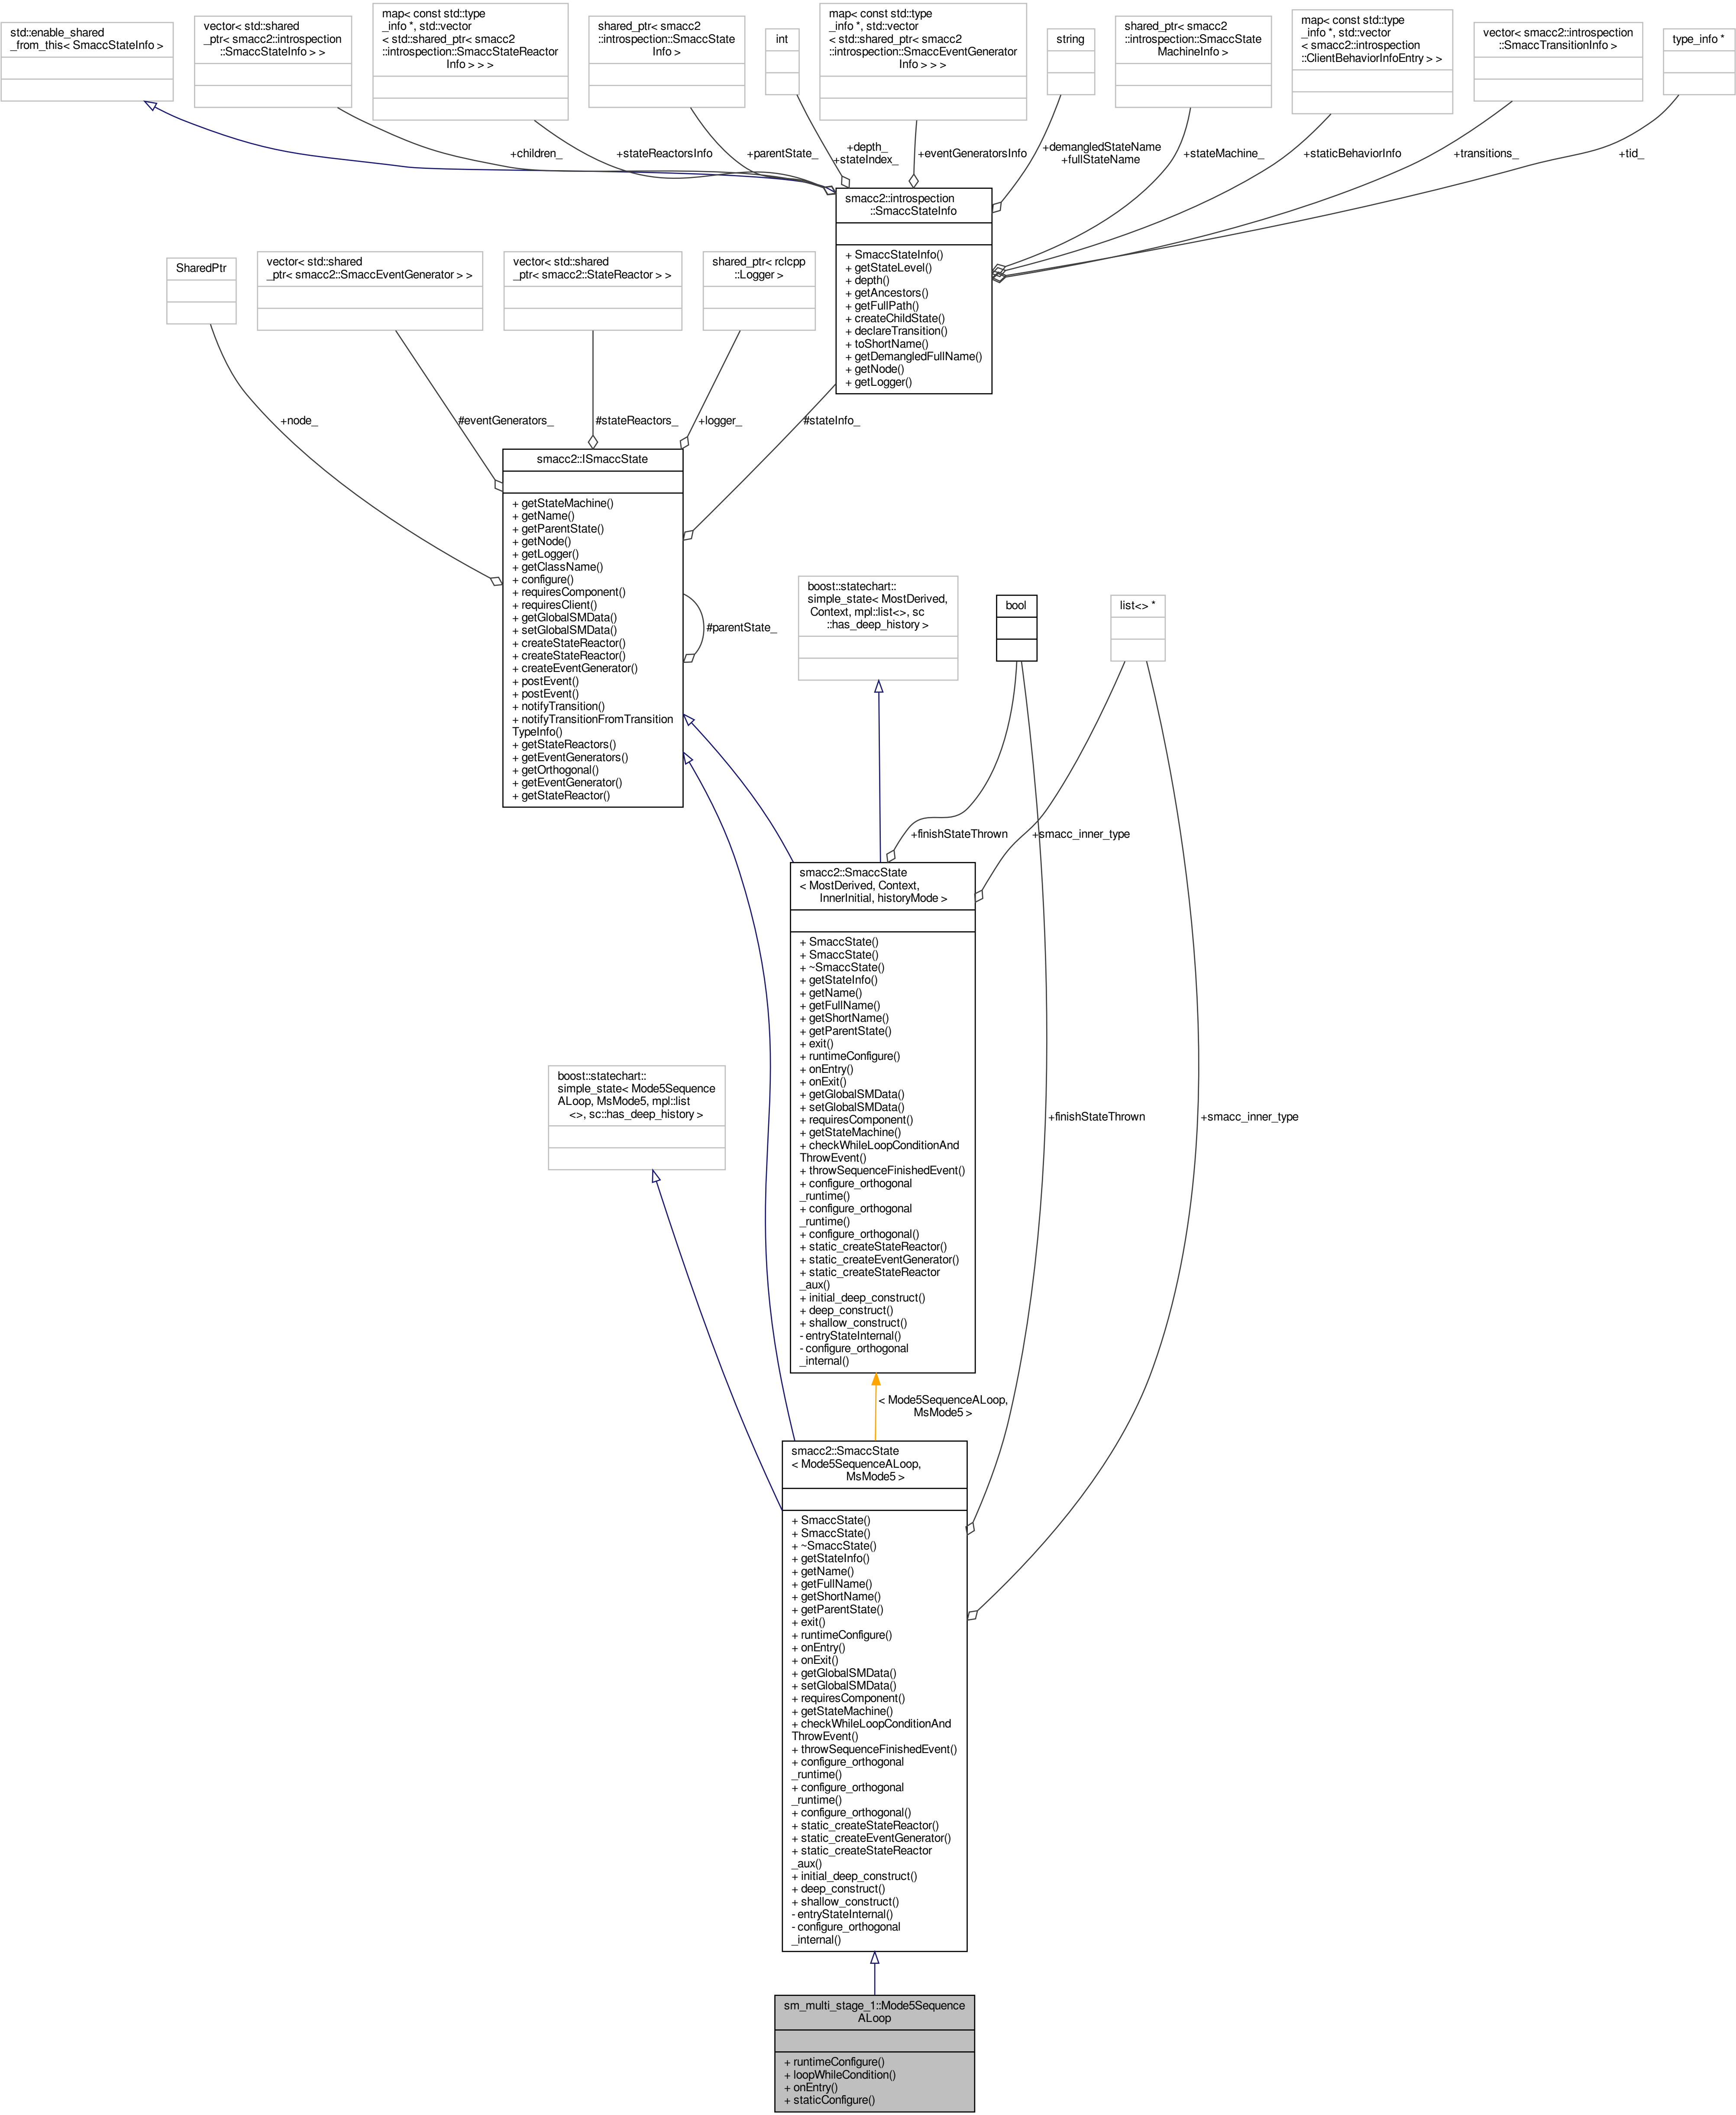 std::enable_shared
_from_this< SmaccStateInfo >
vector< std::shared
_ptr< smacc2::introspection
::SmaccStateInfo > >
map< const std::type
_info *, std::vector
< std::shared_ptr< smacc2
::introspection::SmaccStateReactor
Info > > >
shared_ptr< smacc2
::introspection::SmaccState
Info >
int
map< const std::type
_info *, std::vector
< std::shared_ptr< smacc2
::introspection::SmaccEventGenerator
Info > > >
string
shared_ptr< smacc2
::introspection::SmaccState
MachineInfo >
map< const std::type
_info *, std::vector
< smacc2::introspection
::ClientBehaviorInfoEntry > >
vector< smacc2::introspection
::SmaccTransitionInfo >
type_info *
+children_
+stateReactorsInfo
+parentState_
+depth_
+stateIndex_
+eventGeneratorsInfo
+demangledStateName
+fullStateName
+stateMachine_
+staticBehaviorInfo
+transitions_
+tid_
smacc2::introspection
::SmaccStateInfo
+ SmaccStateInfo()
+ getStateLevel()
+ depth()
+ getAncestors()
+ getFullPath()
+ createChildState()
+ declareTransition()
+ toShortName()
+ getDemangledFullName()
+ getNode()
+ getLogger()
SharedPtr
vector< std::shared
_ptr< smacc2::SmaccEventGenerator > >
vector< std::shared
_ptr< smacc2::StateReactor > >
shared_ptr< rclcpp
::Logger >
+node_
#eventGenerators_
#stateReactors_
+logger_
#stateInfo_
smacc2::ISmaccState
+ getStateMachine()
+ getName()
+ getParentState()
+ getNode()
+ getLogger()
+ getClassName()
+ configure()
+ requiresComponent()
+ requiresClient()
+ getGlobalSMData()
+ setGlobalSMData()
+ createStateReactor()
+ createStateReactor()
+ createEventGenerator()
+ postEvent()
+ postEvent()
+ notifyTransition()
+ notifyTransitionFromTransition
TypeInfo()
+ getStateReactors()
+ getEventGenerators()
+ getOrthogonal()
+ getEventGenerator()
+ getStateReactor()
#parentState_
boost::statechart::
simple_state< MostDerived,
Context, mpl::list<>, sc
::has_deep_history >
bool
list<> *
+finishStateThrown
+smacc_inner_type
smacc2::SmaccState
< MostDerived, Context,
InnerInitial, historyMode >
+ SmaccState()
+ SmaccState()
+ ~SmaccState()
+ getStateInfo()
+ getName()
+ getFullName()
+ getShortName()
+ getParentState()
+ exit()
+ runtimeConfigure()
+ onEntry()
+ onExit()
+ getGlobalSMData()
+ setGlobalSMData()
+ requiresComponent()
+ getStateMachine()
+ checkWhileLoopConditionAnd
ThrowEvent()
+ throwSequenceFinishedEvent()
+ configure_orthogonal
_runtime()
+ configure_orthogonal
_runtime()
+ configure_orthogonal()
+ static_createStateReactor()
+ static_createEventGenerator()
+ static_createStateReactor
_aux()
+ initial_deep_construct()
+ deep_construct()
+ shallow_construct()
- entryStateInternal()
- configure_orthogonal
_internal()
boost::statechart::
simple_state< Mode5Sequence
ALoop, MsMode5, mpl::list
<>, sc::has_deep_history >
+finishStateThrown
+smacc_inner_type
< Mode5SequenceALoop,
MsMode5 >
smacc2::SmaccState
< Mode5SequenceALoop,
MsMode5 >
+ SmaccState()
+ SmaccState()
+ ~SmaccState()
+ getStateInfo()
+ getName()
+ getFullName()
+ getShortName()
+ getParentState()
+ exit()
+ runtimeConfigure()
+ onEntry()
+ onExit()
+ getGlobalSMData()
+ setGlobalSMData()
+ requiresComponent()
+ getStateMachine()
+ checkWhileLoopConditionAnd
ThrowEvent()
+ throwSequenceFinishedEvent()
+ configure_orthogonal
_runtime()
+ configure_orthogonal
_runtime()
+ configure_orthogonal()
+ static_createStateReactor()
+ static_createEventGenerator()
+ static_createStateReactor
_aux()
+ initial_deep_construct()
+ deep_construct()
+ shallow_construct()
- entryStateInternal()
- configure_orthogonal
_internal()
sm_multi_stage_1::Mode5Sequence
ALoop
+ runtimeConfigure()
+ loopWhileCondition()
+ onEntry()
+ staticConfigure()